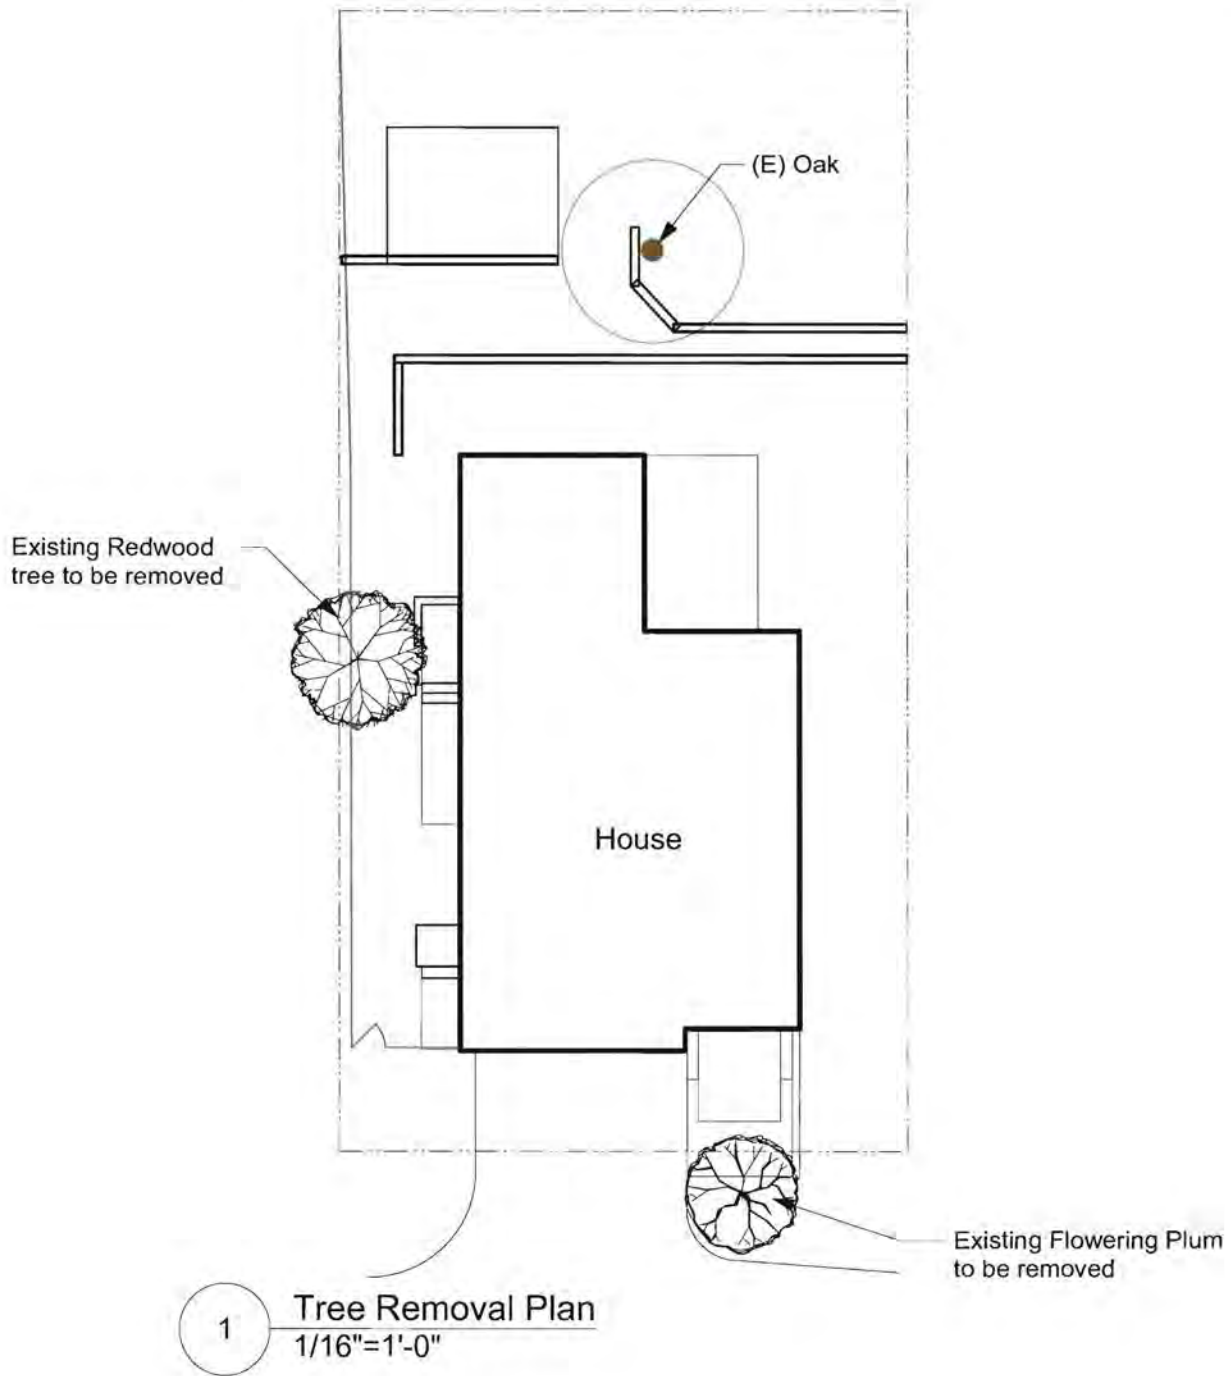 (E) Oak
Existing Redwood
tree to be removed
House
Existing Flowering Plum
to be removed
1
Tree Removal Plan
1/16"=1'-0"